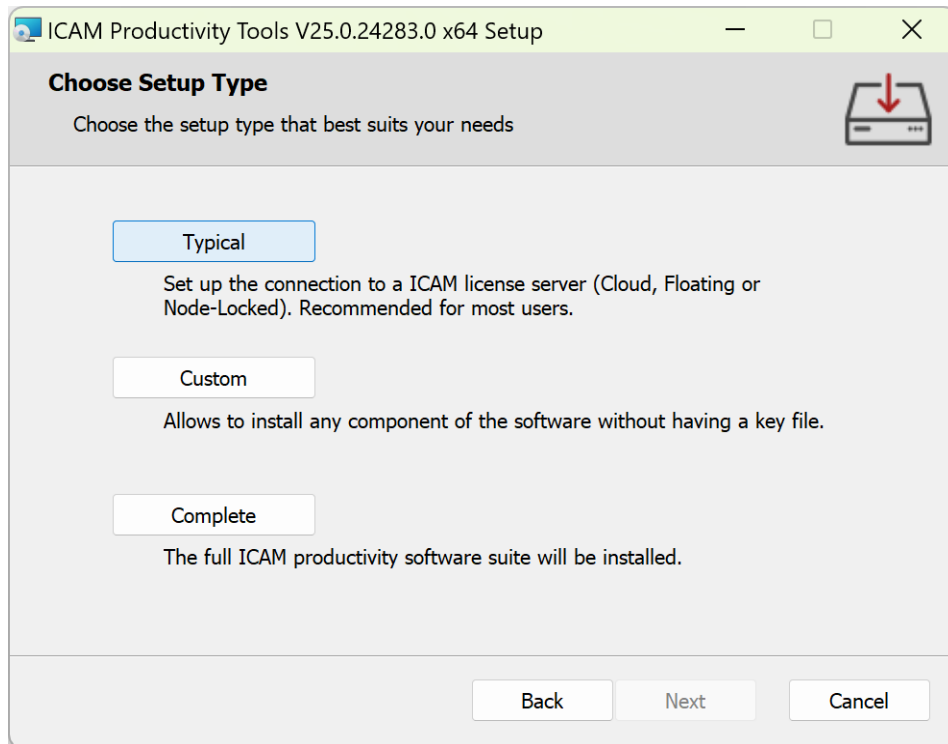 ICAM Productivity Tools V25.0.24283.0 x64 Setup
Choose Setup Type
Choose the setup type that best suits your needs
Typical
Set up the connection to a ICAM license server (Cloud, Floating or
Node-Locked). Recommended for most users.
Custom
Allows to install any component of the software without having a key file.
Complete
The full ICAM productivity software suite will be installed.
Back Next Cancel